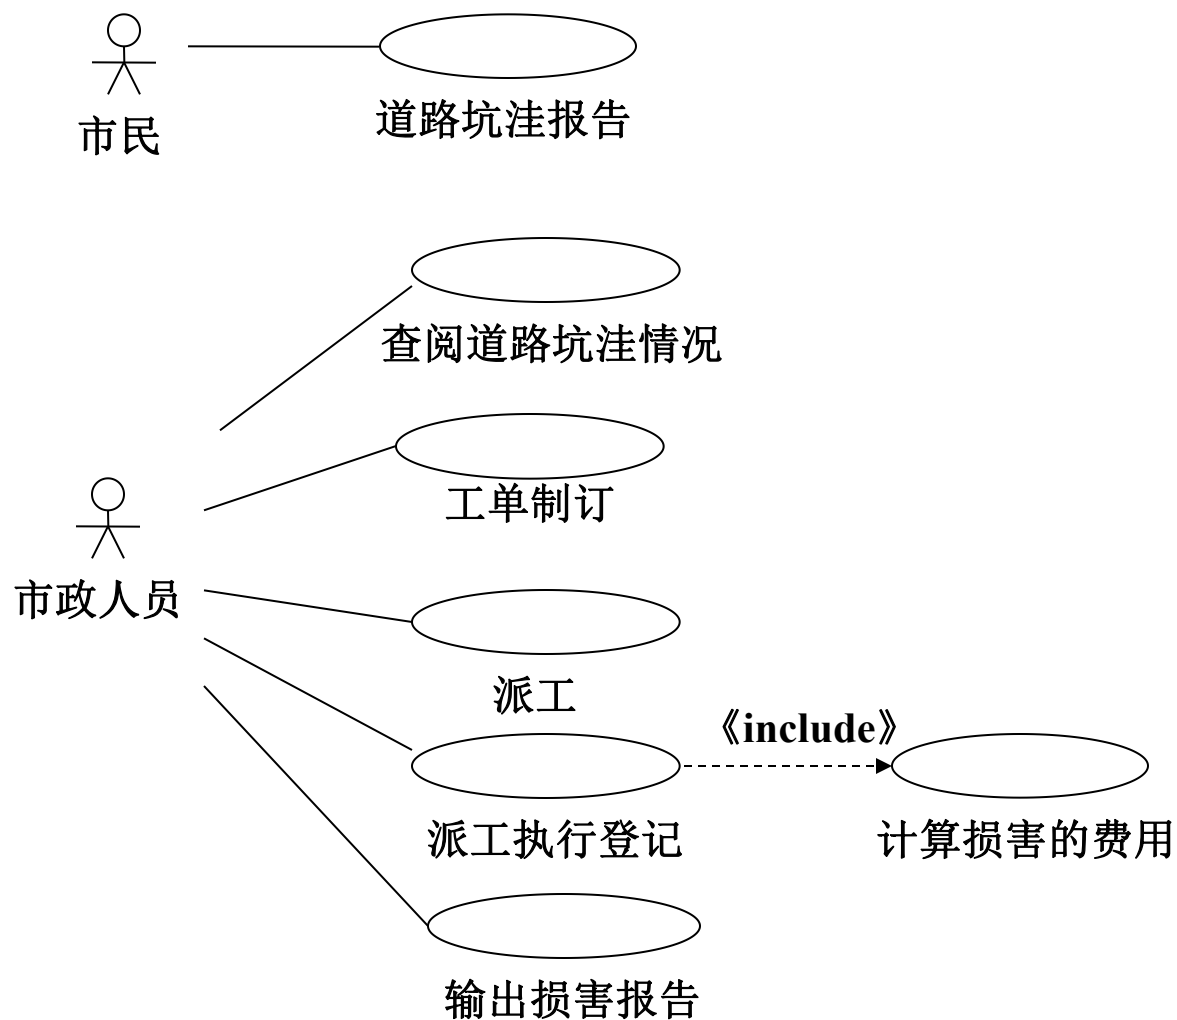 市民
道路坑洼报告
查阅道路坑洼情况
工单制订
市政人员
派工
《include》
派工执行登记
计算损害的费用
输出损害报告